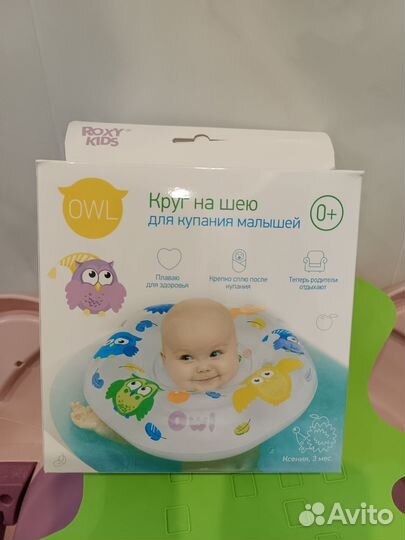 ROXY
KIDS
OWL
Круг на шею
для купания малышей
0+
Плаваю
для здоровья
Крепко сплю после
купания
Теперь родители
отдыхают
Owl
Ксения, 3 мес.
Avito